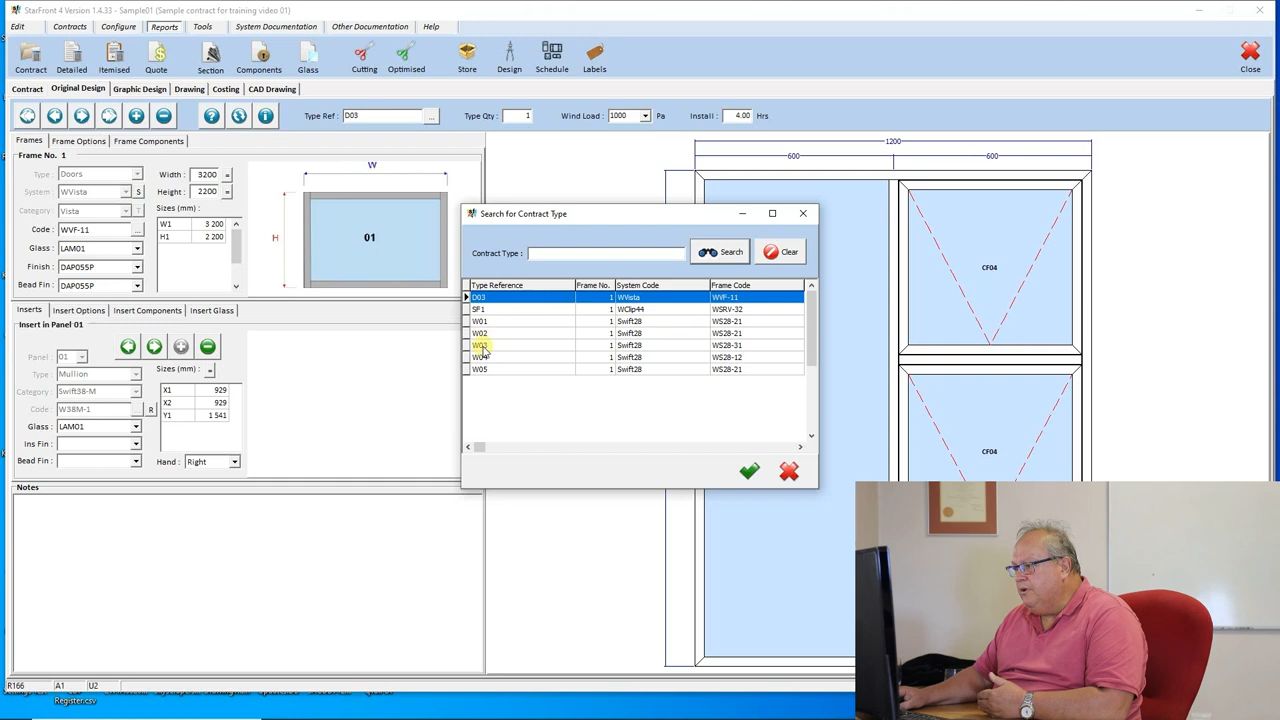 StarFront 4 Version 1.4.33 - Sample01 (Sample contract for training video 01)
Edit Contracts Configure Reports Tools System Documentation Other Documentation Help
Contract Detailed Itemised Quote Section Components Glass Cutting Optimised Store Design Schedule Labels Close
Contract Original Design Graphic Design Drawing Costing CAD Drawing
Type Ref : D03 ... Type Qty : 1 Wind Load : 1000 Pa Install : 4.00 Hrs
Frames Frame Options Frame Components
Frame No. 1
Type : Doors Width : 3200 =
System : WVista S Height : 2200 =
Category : Vista T Sizes (mm) :
Code : WVF-11 ... W1 3 200
Glass : LAM01 H1 2 200
Finish : DAP055P
Bead Fin : DAP055P
W
H
01
Inserts Insert Options Insert Components Insert Glass
Insert in Panel 01
Panel : 01 Sizes (mm) :
Type : Mullion
Category : Swift38-M X1 929
Code : W38M-1 R X2 929
Glass : LAM01 Y1 1 541
Ins Fin :
Bead Fin : Hand : Right
Notes
1200
600 600
CF04
CF04
Search for Contract Type
Contract Type : Search Clear
Type Reference Frame No. System Code Frame Code
D03 1 WVista WVF-11
SF1 1 WClip44 WSRV-32
W01 1 Swift28 WS28-21
W02 1 Swift28 WS28-21
W03 1 Swift28 WS28-31
W04 1 Swift28 WS28-12
W05 1 Swift28 WS28-21
R166 A1 U2
Register.csv